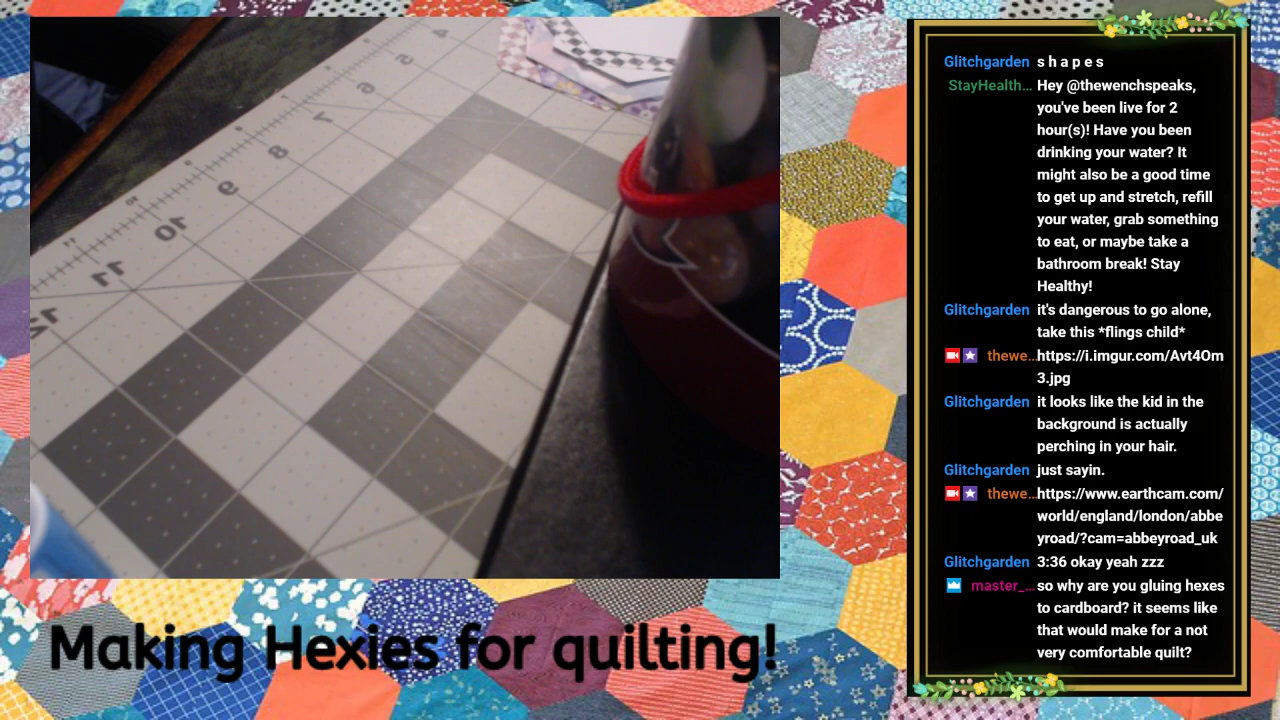 4
5
6
7
8
9
10
11
12
Making Hexies for quilting!
Glitchgarden s h a p e s
StayHealth... Hey @thewenchspeaks,
you've been live for 2
hour(s)! Have you been
drinking your water? It
might also be a good time
to get up and stretch, refill
your water, grab something
to eat, or maybe take a
bathroom break! Stay
Healthy!
Glitchgarden it's dangerous to go alone,
take this *flings child*
thewe... https://i.imgur.com/Avt4Om
3.jpg
Glitchgarden it looks like the kid in the
background is actually
perching in your hair.
Glitchgarden just sayin.
thewe... https://www.earthcam.com/
world/england/london/abbe
yroad/?cam=abbeyroad_uk
Glitchgarden 3:36 okay yeah zzz
master_... so why are you gluing hexes
to cardboard? it seems like
that would make for a not
very comfortable quilt?